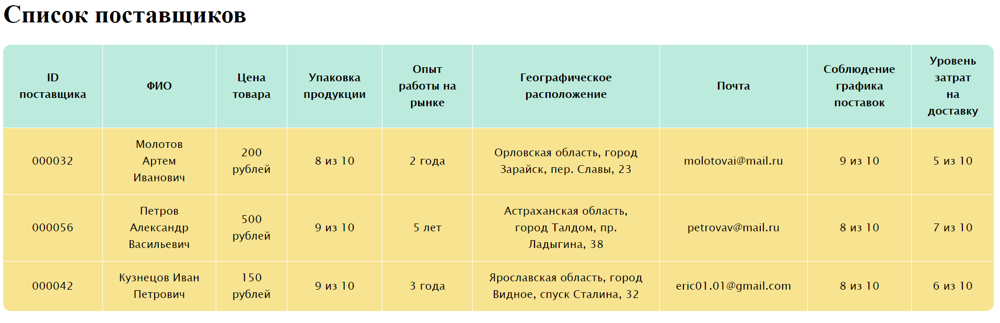 Список поставщиков
ID
поставщика
ФИО
Цена
товара
Упаковка
продукции
Опыт
работы на
рынке
Географическое
расположение
Почта
Соблюдение
графика
поставок
Уровень
затрат
на
доставку
000032
Молотов
Артем
Иванович
200
рублей
8 из 10
2 года
Орловская область, город
Зарайск, пер. Славы, 23
molotovai@mail.ru
9 из 10
5 из 10
000056
Петров
Александр
Васильевич
500
рублей
9 из 10
5 лет
Астраханская область,
город Талдом, пр.
Ладыгина, 38
petrovav@mail.ru
8 из 10
7 из 10
000042
Кузнецов Иван
Петрович
150
рублей
9 из 10
3 года
Ярославская область, город
Видное, спуск Сталина, 32
eric01.01@gmail.com
8 из 10
6 из 10